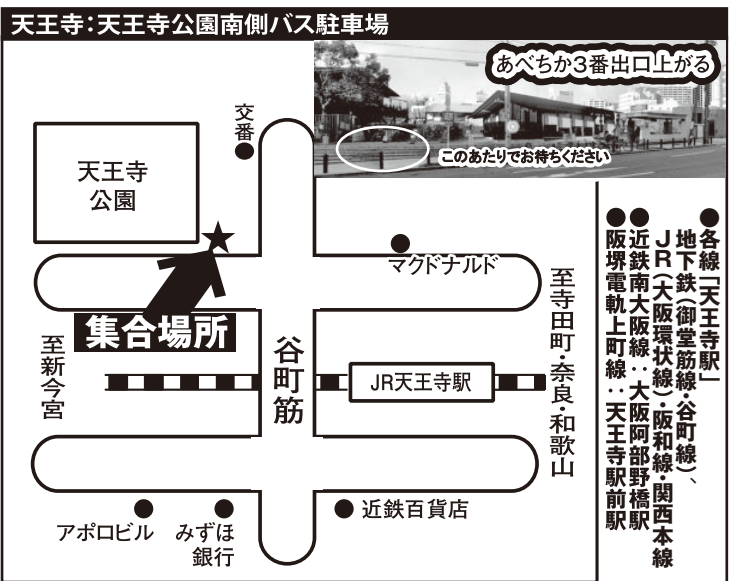 天王寺：天王寺公園南側バス駐車場
あべちか3番出口上がる
このあたりでお待ちください
交番
天王寺
公園
マクドナルド
集合場所
至新今宮
谷町筋
JR天王寺駅
至寺田町・奈良・和歌山
アポロビル
みずほ
銀行
近鉄百貨店
●各線「天王寺駅」
地下鉄（御堂筋線・谷町線）、
JR（大阪環状線）・阪和線・関西本線
●近鉄南大阪線：大阪阿部野橋駅
●阪堺電軌上町線：天王寺駅前駅